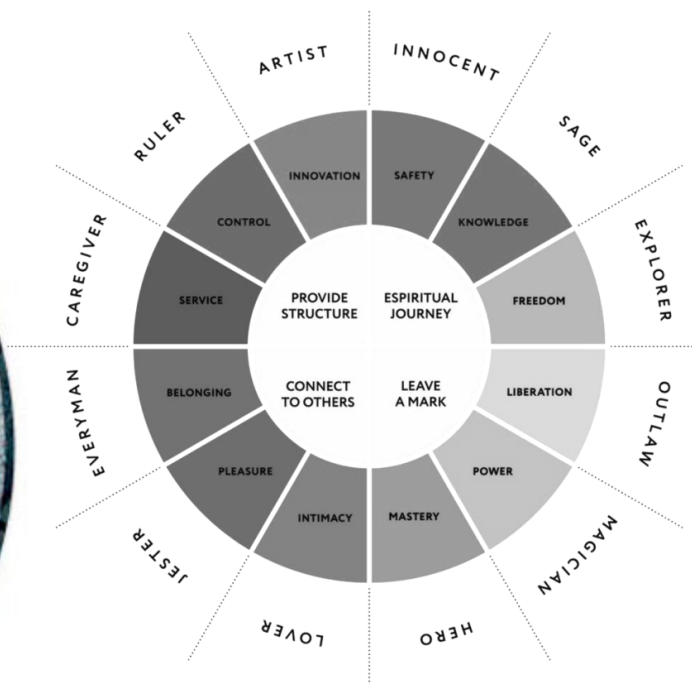 ARTIST
INNOCENT
RULER
SAGE
CAREGIVER
EXPLORER
EVERYMAN
OUTLAW
JESTER
MAGICIAN
LOVER
HERO
INNOVATION
SAFETY
CONTROL
KNOWLEDGE
SERVICE
FREEDOM
BELONGING
LIBERATION
PLEASURE
POWER
INTIMACY
MASTERY
PROVIDE
STRUCTURE
ESPIRITUAL
JOURNEY
CONNECT
TO OTHERS
LEAVE
A MARK